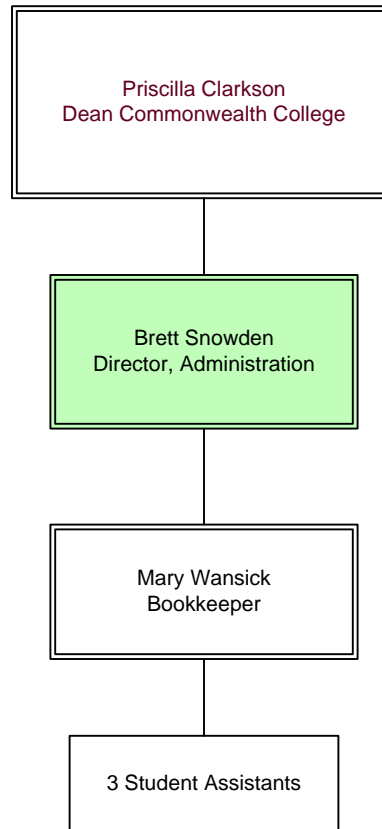 Priscilla Clarkson
Dean Commonwealth College
Brett Snowden
Director, Administration
Mary Wansick
Bookkeeper
3 Student Assistants